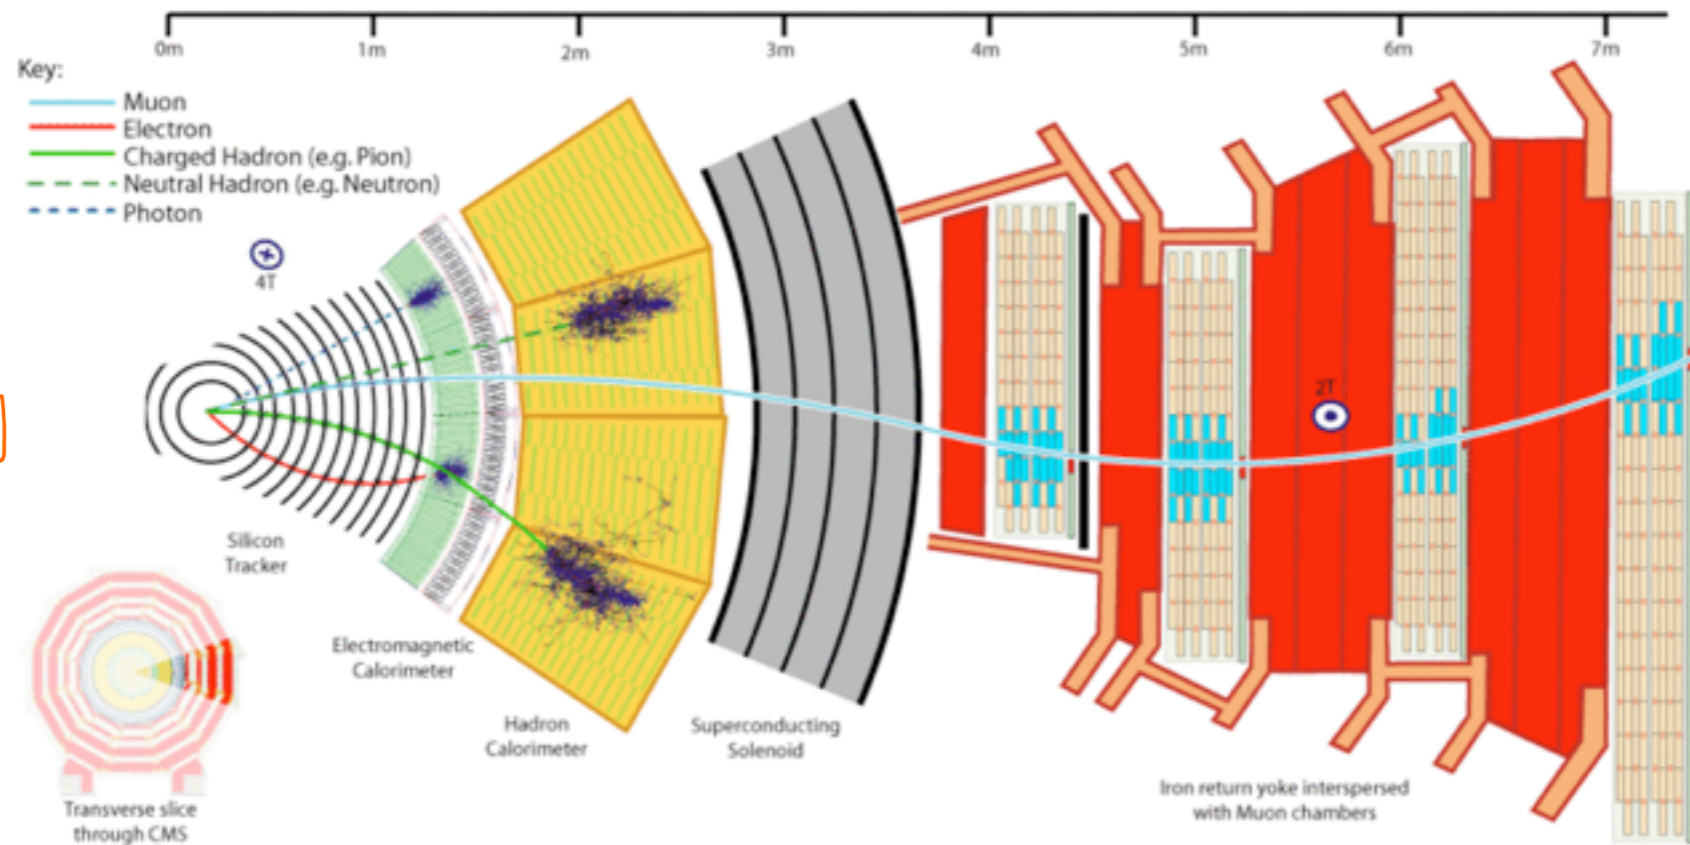 0m 1m 2m 3m 4m 5m 6m 7m
Key:
Muon
Electron
Charged Hadron (e.g. Pion)
Neutral Hadron (e.g. Neutron)
Photon
4T
2T
Silicon
Tracker
Electromagnetic
Calorimeter
Hadron
Calorimeter
Superconducting
Solenoid
Iron return yoke interspersed
with Muon chambers
Transverse slice
through CMS